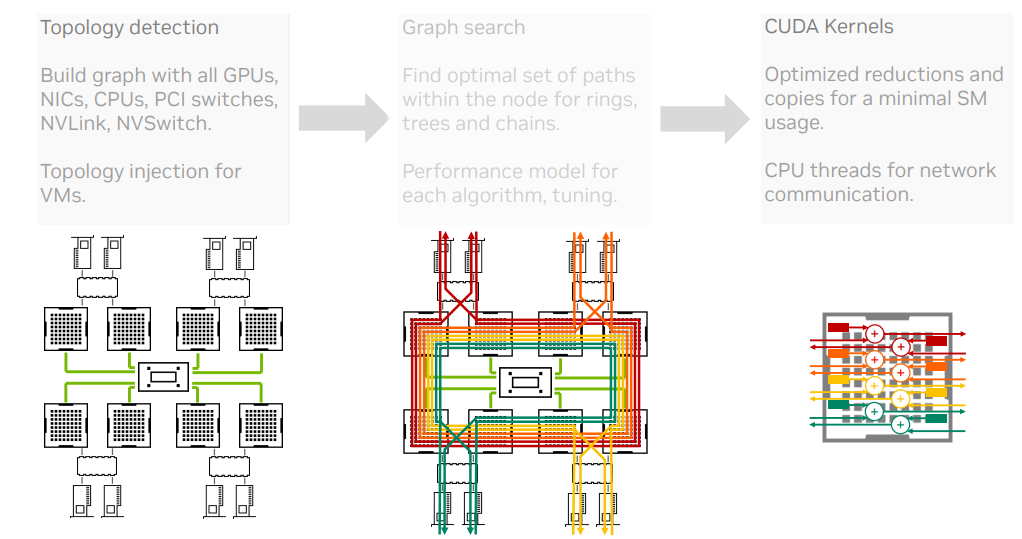 Topology detection
Build graph with all GPUs,
NICs, CPUs, PCI switches,
NVLink, NVSwitch.
Topology injection for
VMs.
Graph search
Find optimal set of paths
within the node for rings,
trees and chains.
Performance model for
each algorithm, tuning.
CUDA Kernels
Optimized reductions and
copies for a minimal SM
usage.
CPU threads for network
communication.